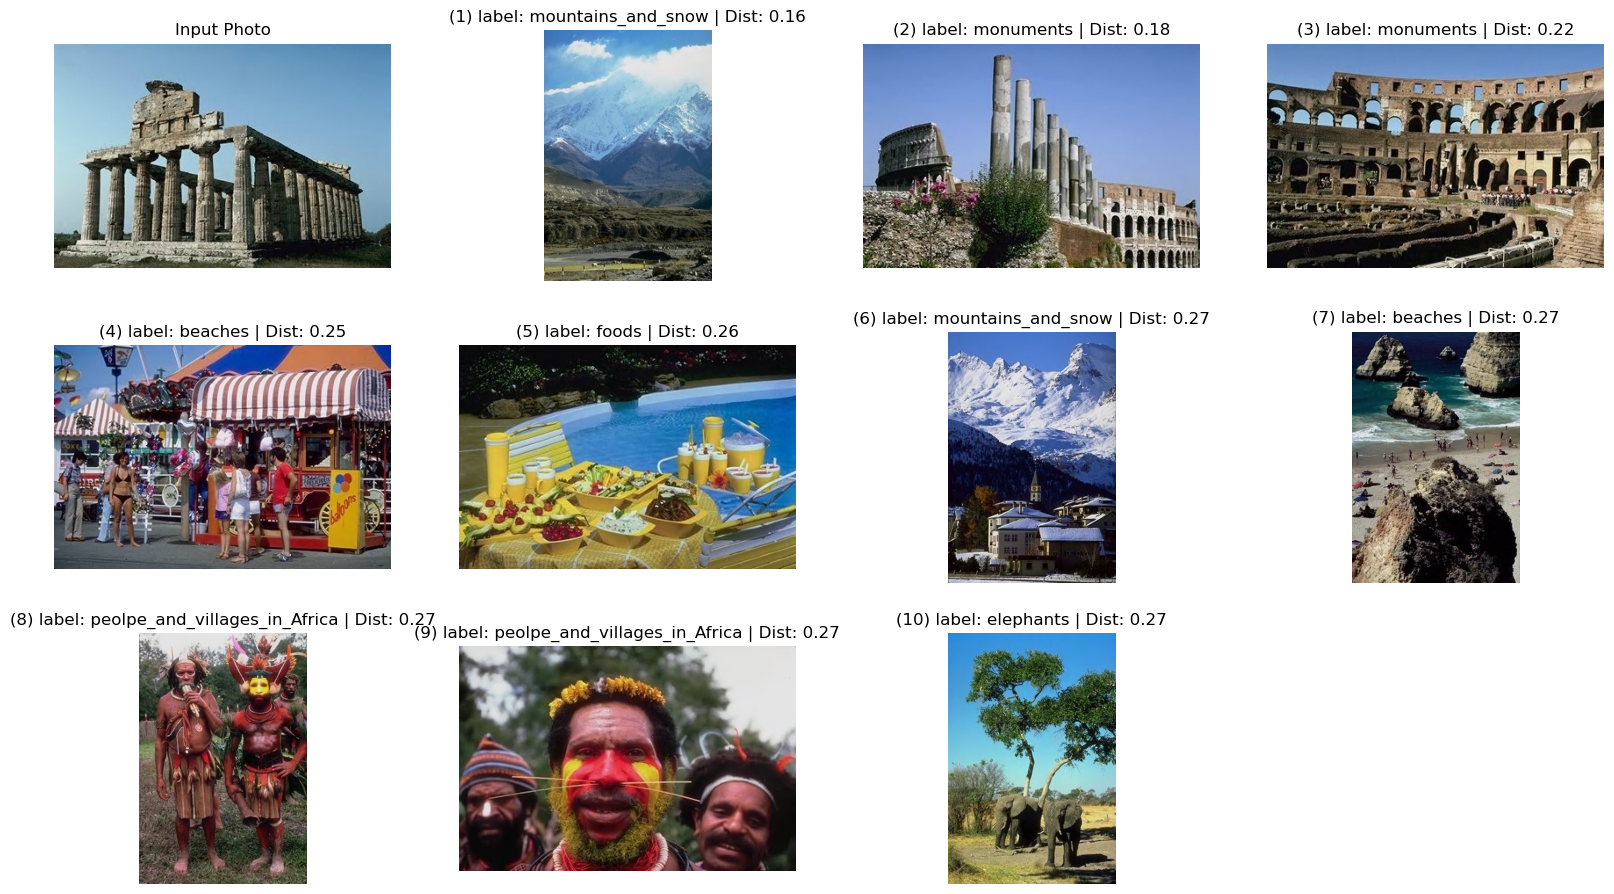 Input Photo
(1) label: mountains_and_snow | Dist: 0.16
(2) label: monuments | Dist: 0.18
(3) label: monuments | Dist: 0.22
(4) label: beaches | Dist: 0.25
(5) label: foods | Dist: 0.26
(6) label: mountains_and_snow | Dist: 0.27
(7) label: beaches | Dist: 0.27
balloons
(8) label: peolpe_and_villages_in_Africa | Dist: 0.27
(9) label: peolpe_and_villages_in_Africa | Dist: 0.27
(10) label: elephants | Dist: 0.27